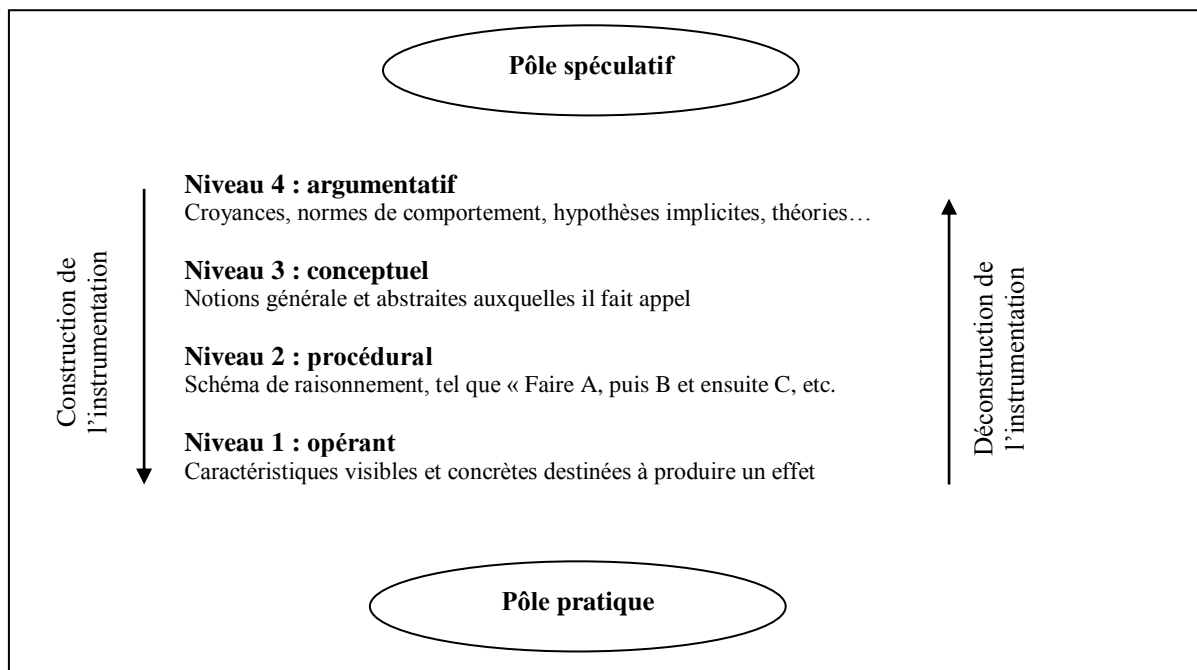 Pôle spéculatif
Niveau 4 : argumentatif
Croyances, normes de comportement, hypothèses implicites, théories…
Niveau 3 : conceptuel
Notions générale et abstraites auxquelles il fait appel
Niveau 2 : procédural
Schéma de raisonnement, tel que « Faire A, puis B et ensuite C, etc.
Niveau 1 : opérant
Caractéristiques visibles et concrètes destinées à produire un effet
Construction de
l’instrumentation
Déconstruction de
l’instrumentation
Pôle pratique